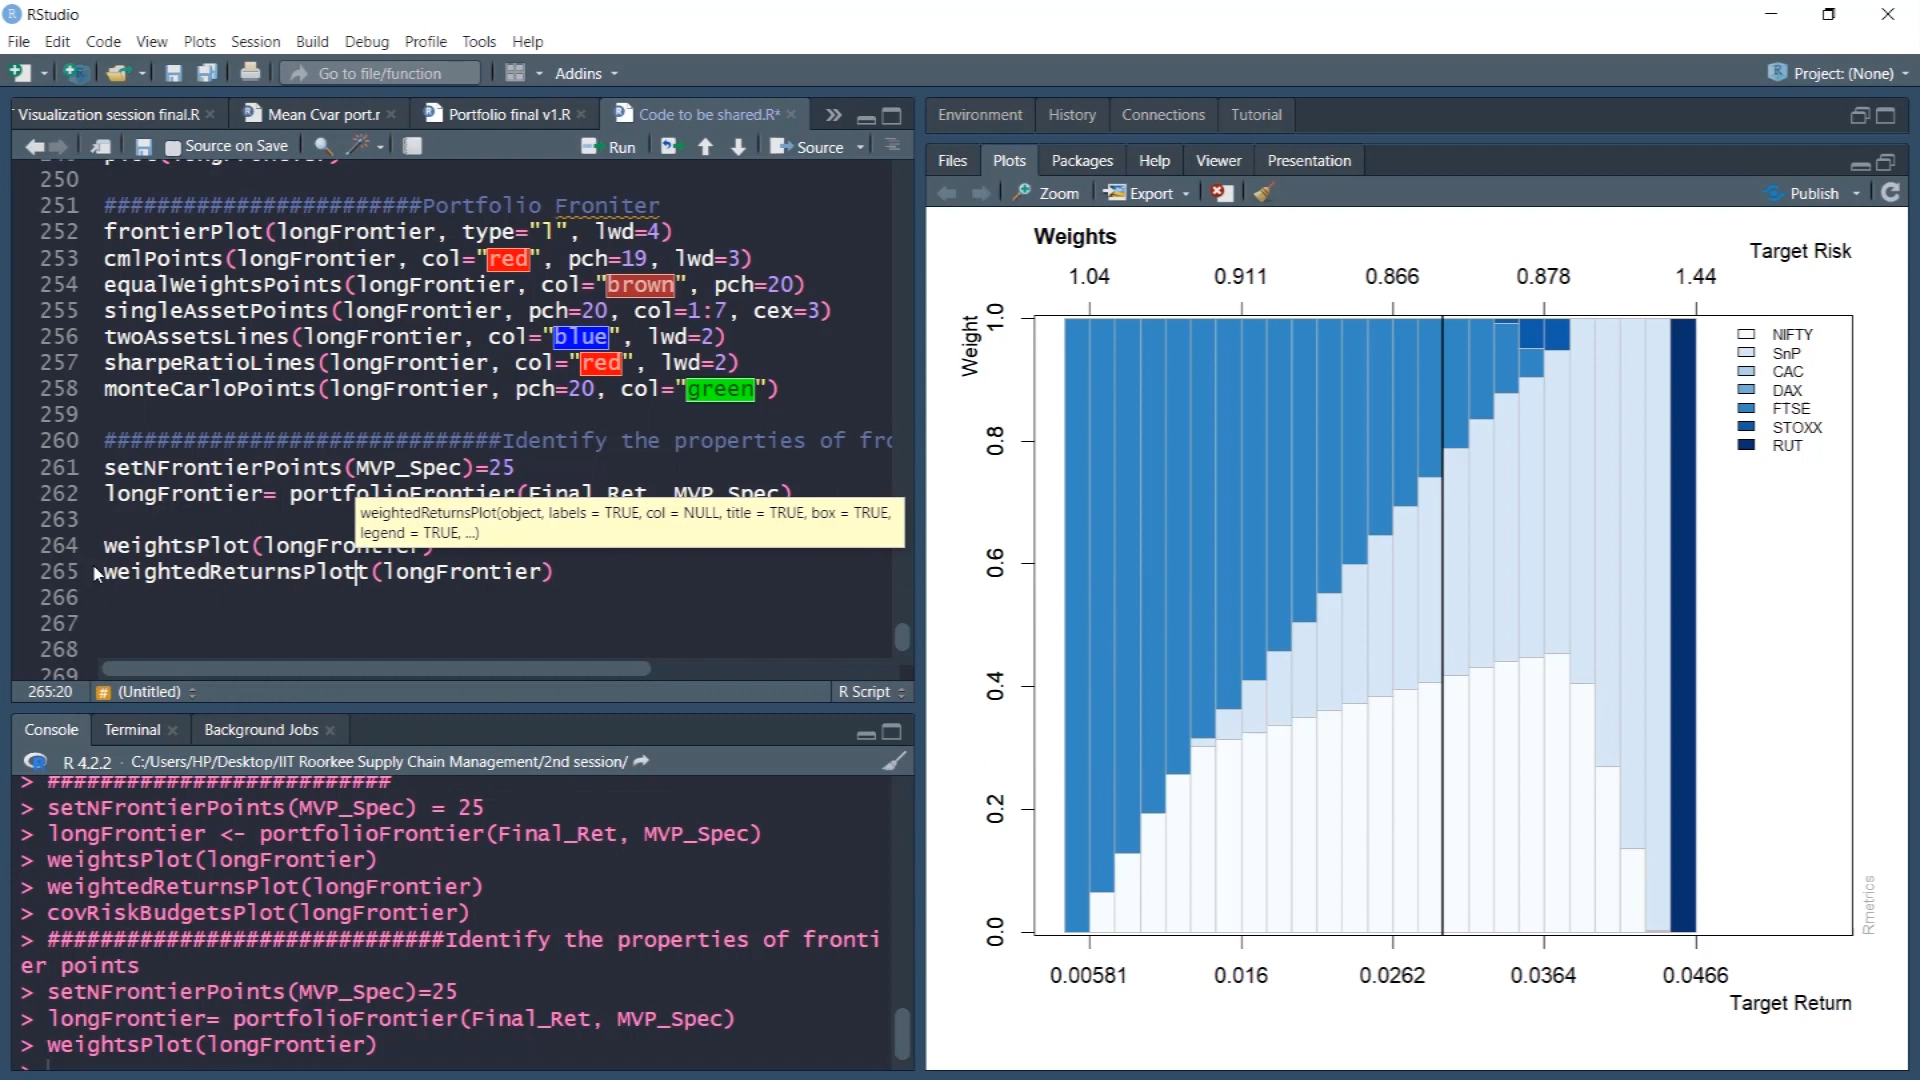 RStudio
File Edit Code View Plots Session Build Debug Profile Tools Help
Go to file/function Addins Project: (None)
Visualization session final.R Mean Cvar port.r Portfolio final v1.R Code to be shared.R*
Source on Save Run Source
250
251 ########################Portfolio Froniter
252 frontierPlot(longFrontier, type="l", lwd=4)
253 cmlPoints(longFrontier, col="red", pch=19, lwd=3)
254 equalWeightsPoints(longFrontier, col="brown", pch=20)
255 singleAssetPoints(longFrontier, pch=20, col=1:7, cex=3)
256 twoAssetsLines(longFrontier, col="blue", lwd=2)
257 sharpeRatioLines(longFrontier, col="red", lwd=2)
258 monteCarloPoints(longFrontier, pch=20, col="green")
259
260 ##############################Identify the properties of fro
261 setNFrontierPoints(MVP_Spec)=25
262 longFrontier= portfolioFrontier(Final_Ret, MVP_Spec)
weightedReturnsPlot(object, labels = TRUE, col = NULL, title = TRUE, box = TRUE,
legend = TRUE, ...)
263
264 weightsPlot(longFrontier)
265 weightedReturnsPlott(longFrontier)
266
267
268
269
265:20 # (Untitled) R Script
Console Terminal Background Jobs
R 4.2.2 · C:/Users/HP/Desktop/IIT Roorkee Supply Chain Management/2nd session/
> ##########################
> setNFrontierPoints(MVP_Spec) = 25
> longFrontier <- portfolioFrontier(Final_Ret, MVP_Spec)
> weightsPlot(longFrontier)
> weightedReturnsPlot(longFrontier)
> covRiskBudgetsPlot(longFrontier)
> ##############################Identify the properties of fronti
er points
> setNFrontierPoints(MVP_Spec)=25
> longFrontier= portfolioFrontier(Final_Ret, MVP_Spec)
> weightsPlot(longFrontier)
>
Environment History Connections Tutorial
Files Plots Packages Help Viewer Presentation
Zoom Export Publish
Weights
Target Risk
1.04 0.911 0.866 0.878 1.44
Weight
1.0
0.8
0.6
0.4
0.2
0.0
NIFTY
SnP
CAC
DAX
FTSE
STOXX
RUT
Rmetrics
0.00581 0.016 0.0262 0.0364 0.0466
Target Return